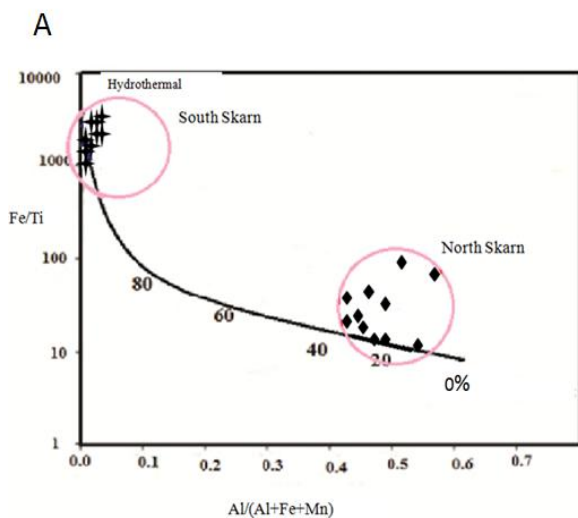 A
10000
Hydrothermal
South Skarn
1000
Fe/Ti
North Skarn
100
80
60
40
20
10
0%
1
0.0 0.1 0.2 0.3 0.4 0.5 0.6 0.7
Al/(Al+Fe+Mn)